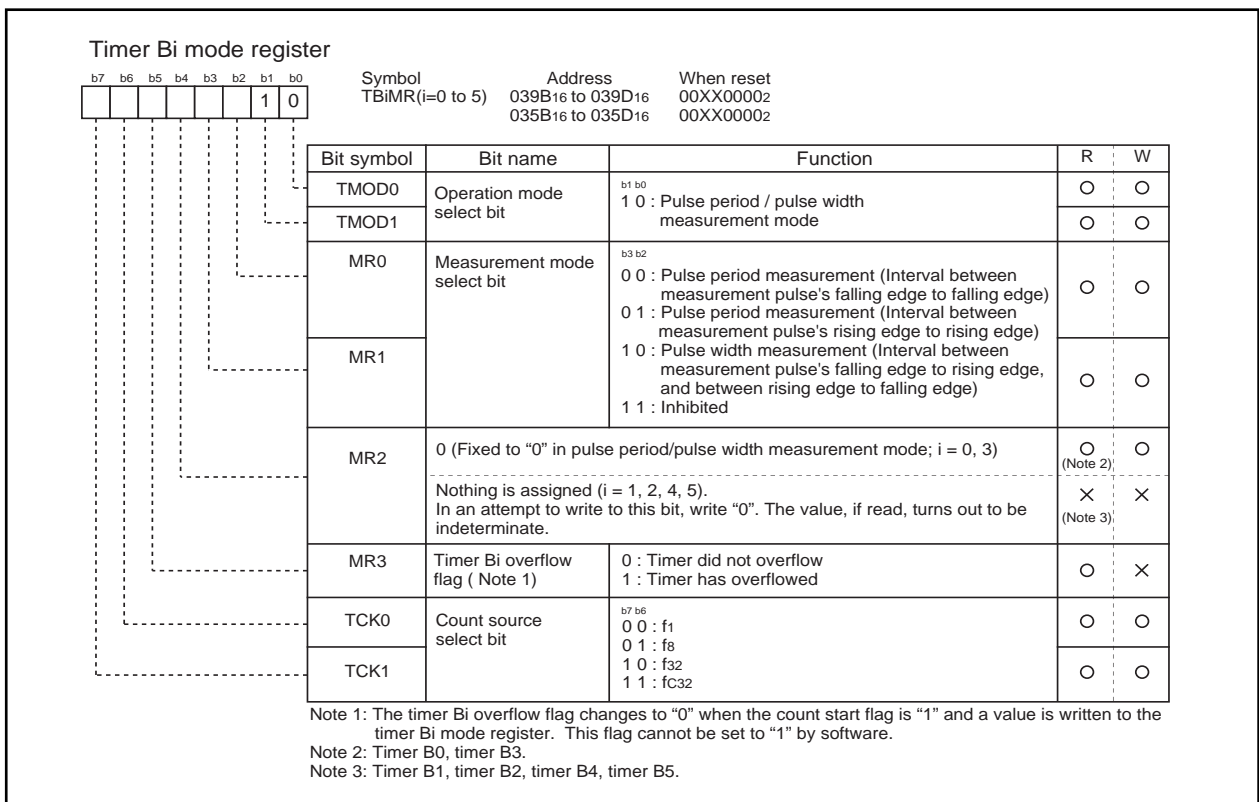 Timer Bi mode register
b7 b6 b5 b4 b3 b2 b1 b0
1 0
Symbol Address When reset
TBiMR(i=0 to 5) 039B16 to 039D16 00XX00002
035B16 to 035D16 00XX00002
Bit symbol Bit name Function R W
TMOD0
TMOD1
Operation mode
select bit
b1 b0
1 0 : Pulse period / pulse width
measurement mode
MR0
MR1
Measurement mode
select bit
b3 b2
0 0 : Pulse period measurement (Interval between
measurement pulse's falling edge to falling edge)
0 1 : Pulse period measurement (Interval between
measurement pulse's rising edge to rising edge)
1 0 : Pulse width measurement (Interval between
measurement pulse's falling edge to rising edge,
and between rising edge to falling edge)
1 1 : Inhibited
MR2
0 (Fixed to “0” in pulse period/pulse width measurement mode; i = 0, 3)
(Note 2)
Nothing is assigned (i = 1, 2, 4, 5).
In an attempt to write to this bit, write “0”. The value, if read, turns out to be
indeterminate.
(Note 3)
MR3
Timer Bi overflow
flag ( Note 1)
0 : Timer did not overflow
1 : Timer has overflowed
TCK0
TCK1
Count source
select bit
b7 b6
0 0 : f1
0 1 : f8
1 0 : f32
1 1 : fC32
Note 1: The timer Bi overflow flag changes to “0” when the count start flag is “1” and a value is written to the
timer Bi mode register. This flag cannot be set to “1” by software.
Note 2: Timer B0, timer B3.
Note 3: Timer B1, timer B2, timer B4, timer B5.